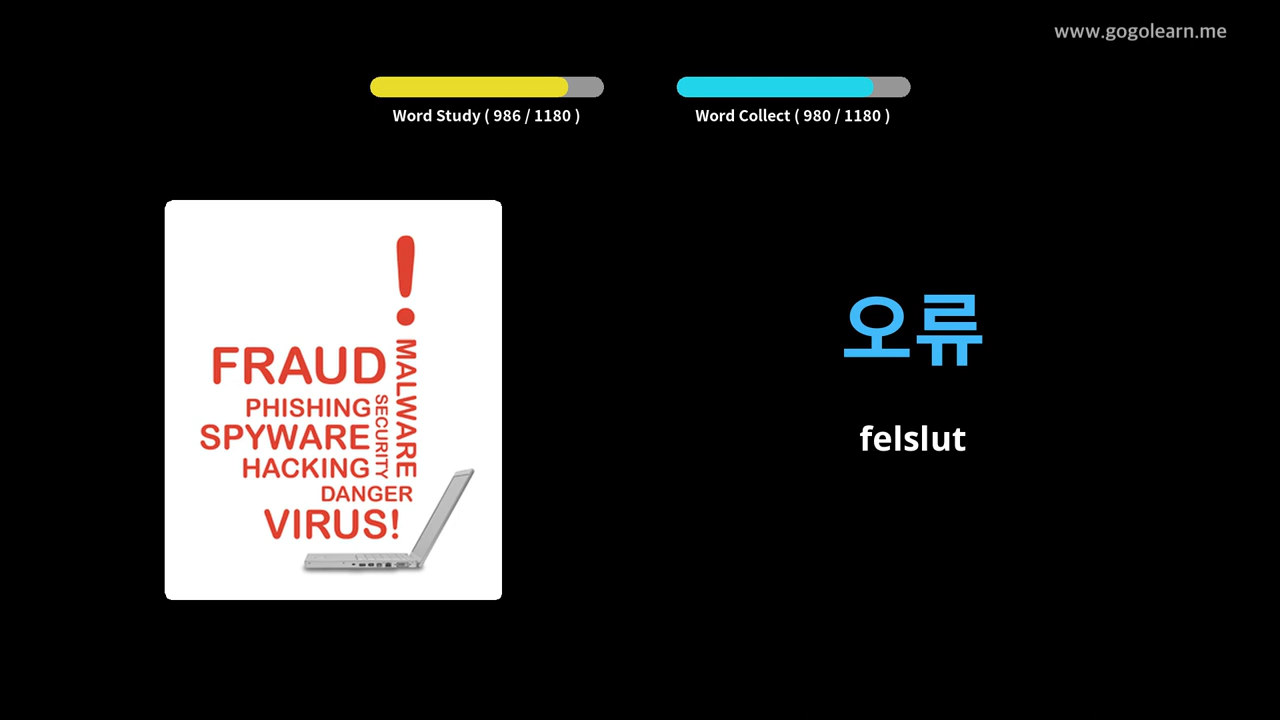 www.gogolearn.me
Word Study ( 986 / 1180 )
Word Collect ( 980 / 1180 )
!
FRAUD
MALWARE
PHISHING
SECURITY
SPYWARE
HACKING
DANGER
VIRUS!
오류
felslut